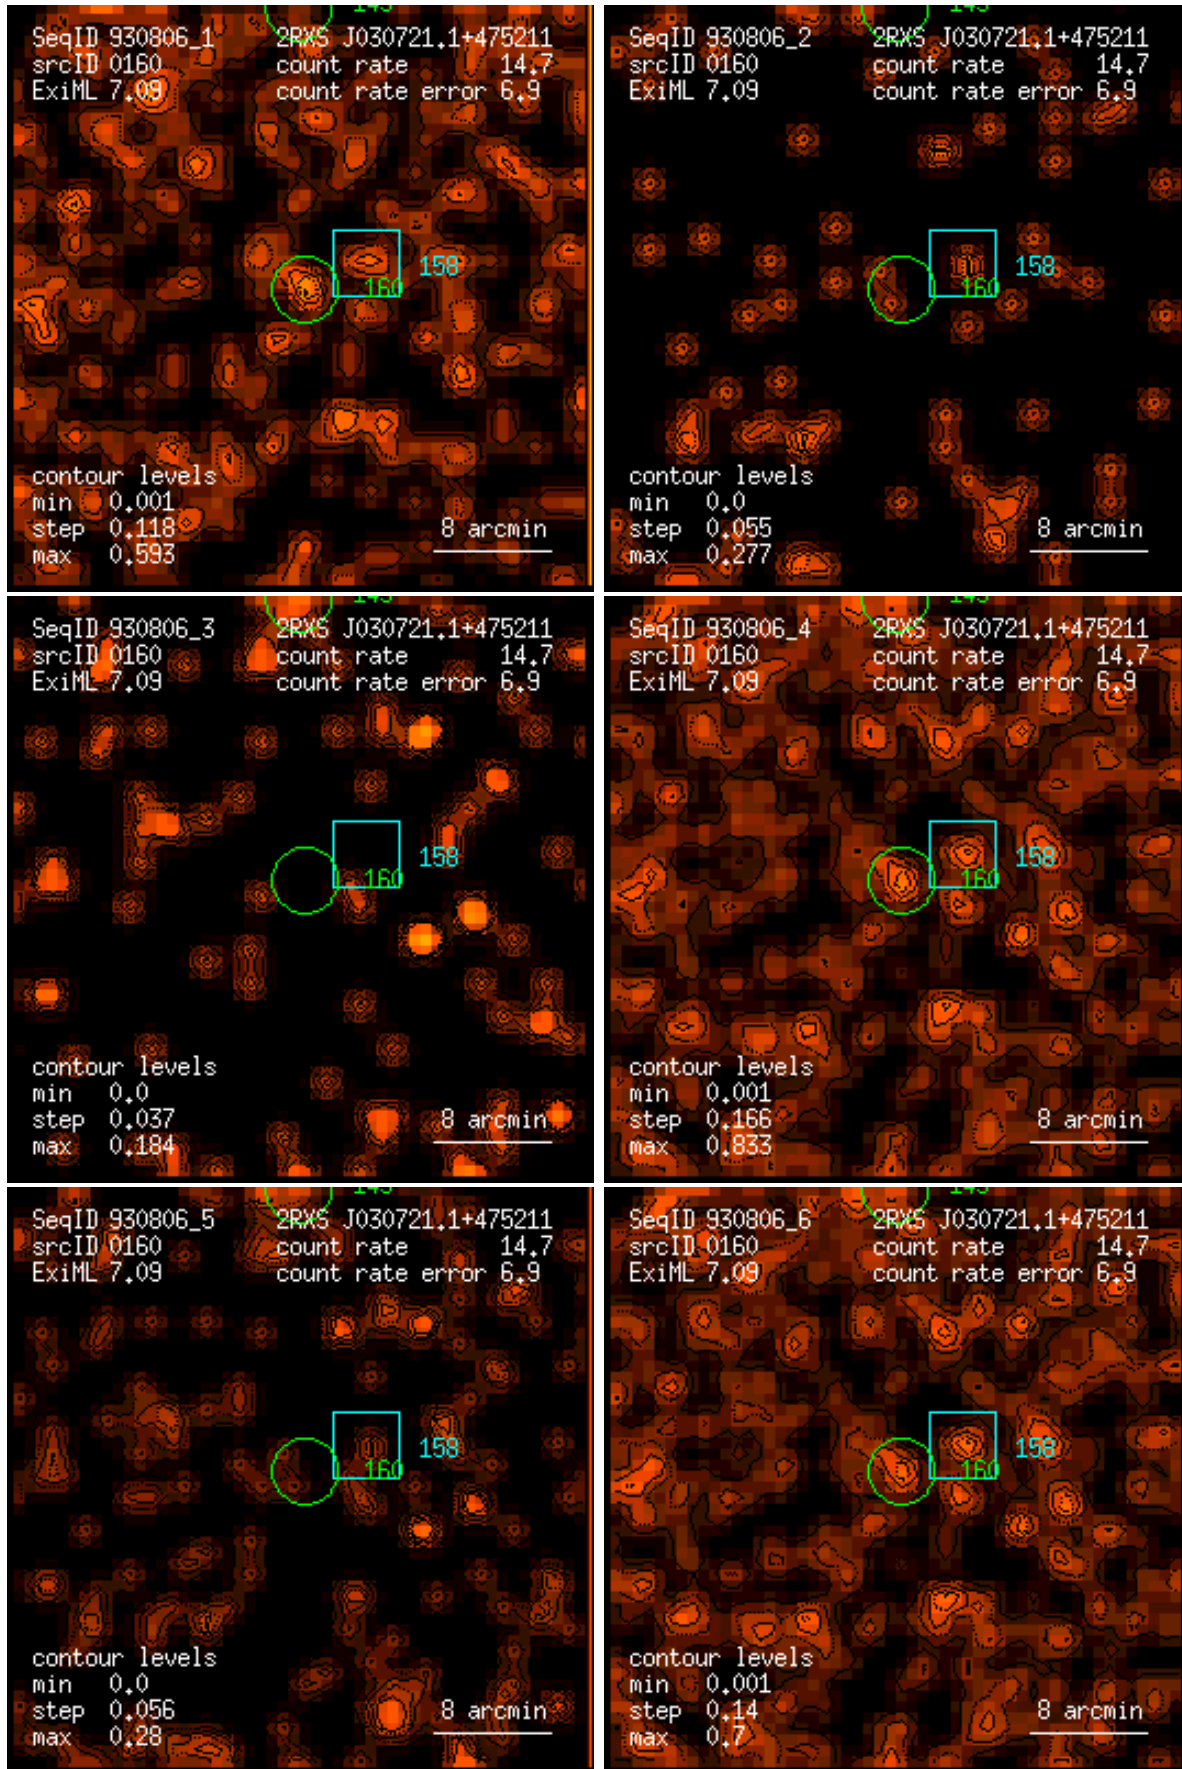 SeqID 930806_1 2RXS J030721.1+475211
srcID 0160 count rate 14.7
ExiML 7.09 count rate error 6.9
158
160
contour levels
min 0.001
step 0.118 8 arcmin
max 0.593
SeqID 930806_2 2RXS J030721.1+475211
srcID 0160 count rate 14.7
ExiML 7.09 count rate error 6.9
158
160
contour levels
min 0.0
step 0.055 8 arcmin
max 0.277
SeqID 930806_3 2RXS J030721.1+475211
srcID 0160 count rate 14.7
ExiML 7.09 count rate error 6.9
158
160
contour levels
min 0.0
step 0.037 8 arcmin
max 0.184
SeqID 930806_4 2RXS J030721.1+475211
srcID 0160 count rate 14.7
ExiML 7.09 count rate error 6.9
158
160
contour levels
min 0.001
step 0.166 8 arcmin
max 0.833
SeqID 930806_5 2RXS J030721.1+475211
srcID 0160 count rate 14.7
ExiML 7.09 count rate error 6.9
158
160
contour levels
min 0.0
step 0.056 8 arcmin
max 0.28
SeqID 930806_6 2RXS J030721.1+475211
srcID 0160 count rate 14.7
ExiML 7.09 count rate error 6.9
158
160
contour levels
min 0.001
step 0.14 8 arcmin
max 0.7